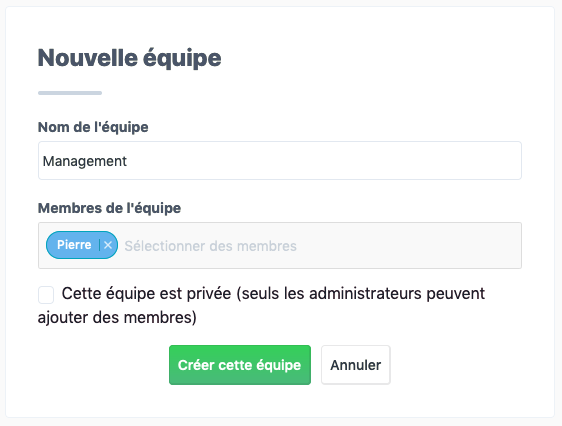 Nouvelle équipe
Nom de l'équipe
Management
Membres de l'équipe
Pierre × Sélectionner des membres
Cette équipe est privée (seuls les administrateurs peuvent
ajouter des membres)
Créer cette équipe Annuler